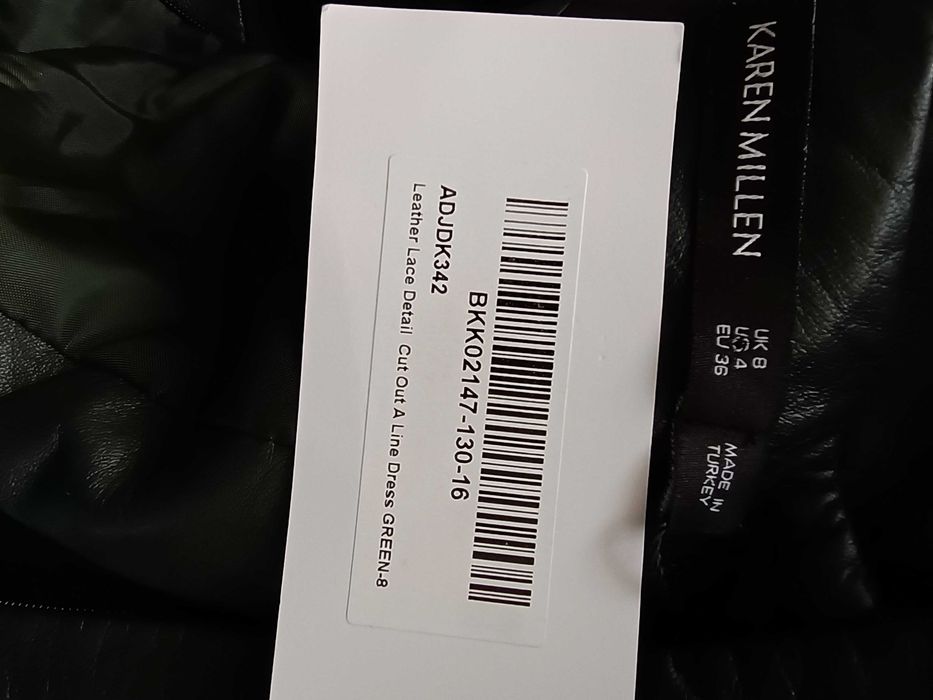 KAREN MILLEN
UK 8
US 4
EU 36
MADE IN
TURKEY
BKK02147-130-16
ADJDK342
Leather Lace Detail Cut Out A Line Dress GREEN-8